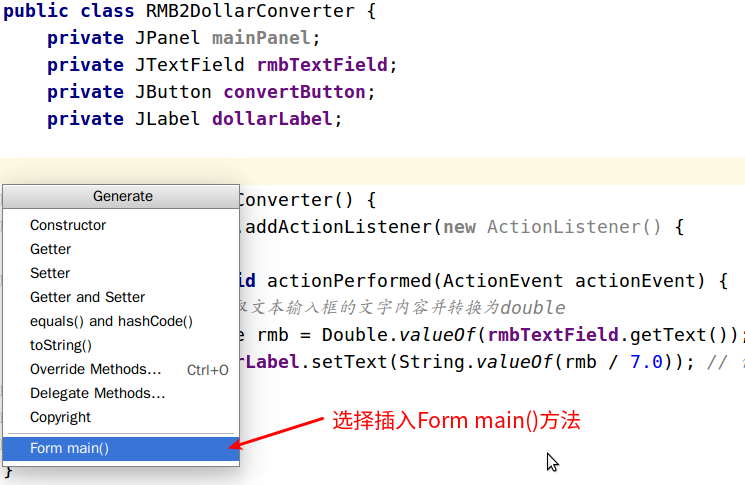 public class RMB2DollarConverter {
private JPanel mainPanel;
private JTextField rmbTextField;
private JButton convertButton;
private JLabel dollarLabel;
Generate
Constructor
Getter
Setter
Getter and Setter
equals() and hashCode()
toString()
Override Methods... Ctrl+O
Delegate Methods...
Copyright
Form main()
Converter() {
.addActionListener(new ActionListener() {
id actionPerformed(ActionEvent actionEvent) {
取文本输入框的文字内容并转换为double
e rmb = Double.valueOf(rmbTextField.getText());
rLabel.setText(String.valueOf(rmb / 7.0)); //
选择插入Form main()方法
}